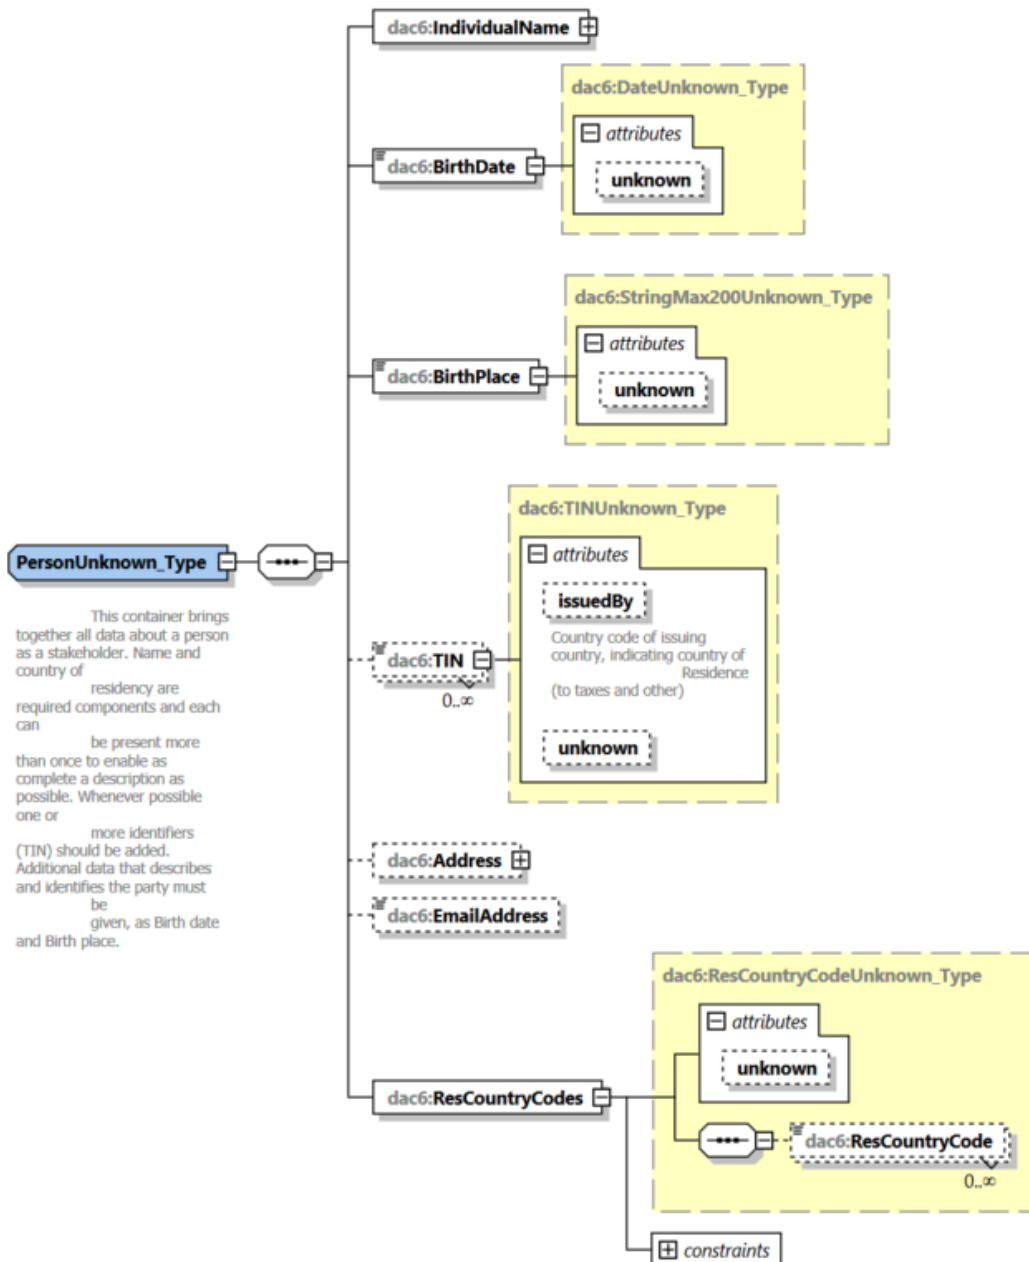 dac6:IndividualName
dac6:DateUnknown_Type
attributes
dac6:BirthDate
unknown
dac6:StringMax200Unknown_Type
attributes
dac6:BirthPlace
unknown
dac6:TINUnknown_Type
attributes
PersonUnknown_Type
issuedBy
This container brings
together all data about a person
as a stakeholder. Name and
country of
residency are
required components and each
can
be present more
than once to enable as
complete a description as
possible. Whenever possible
one or
more identifiers
(TIN) should be added.
Additional data that describes
and identifies the party must
be
given, as Birth date
and Birth place.
Country code of issuing
country, indicating country of
Residence
(to taxes and other)
dac6:TIN
0..∞
unknown
dac6:Address
dac6:EmailAddress
dac6:ResCountryCodeUnknown_Type
attributes
unknown
dac6:ResCountryCodes
dac6:ResCountryCode
0..∞
constraints